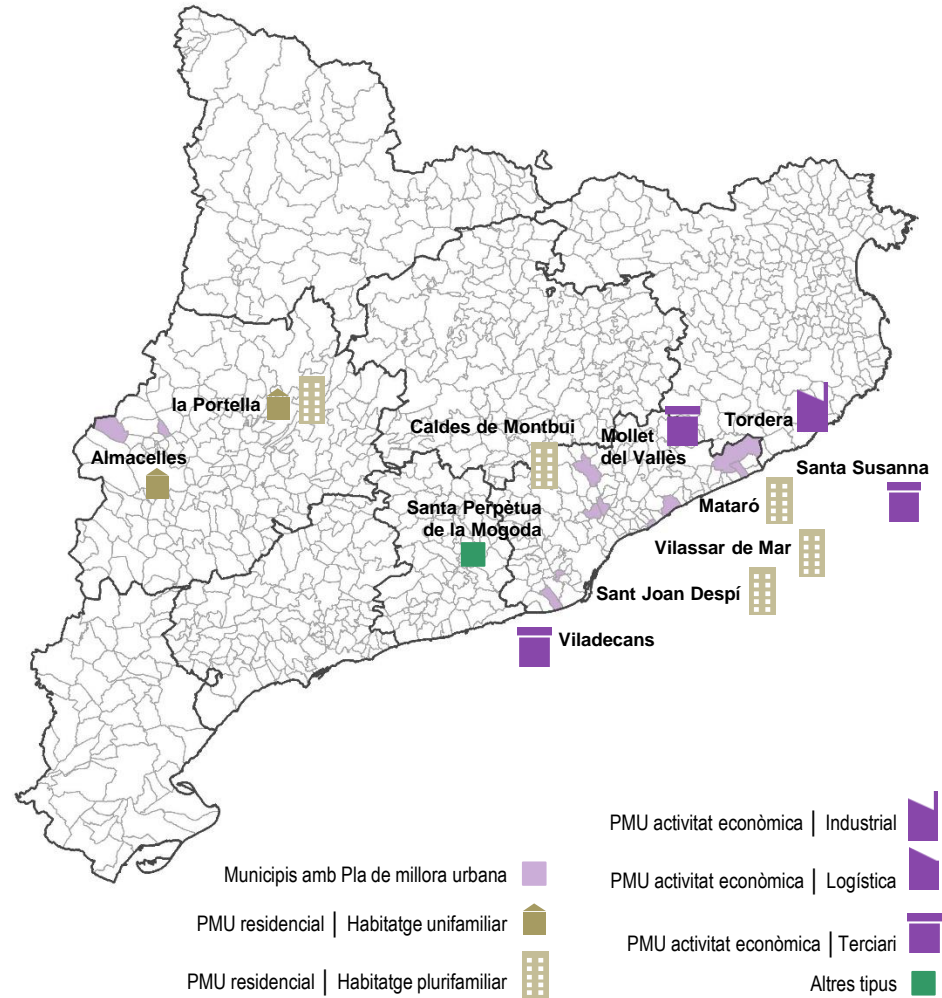 la Portella
Almacelles
Caldes de Montbui
Mollet
del Vallès
Tordera
Santa Susanna
Mataró
Santa Perpètua
de la Mogoda
Vilassar de Mar
Sant Joan Despí
Viladecans
Municipis amb Pla de millora urbana
PMU residencial | Habitatge unifamiliar
PMU residencial | Habitatge plurifamiliar
PMU activitat econòmica | Industrial
PMU activitat econòmica | Logística
PMU activitat econòmica | Terciari
Altres tipus